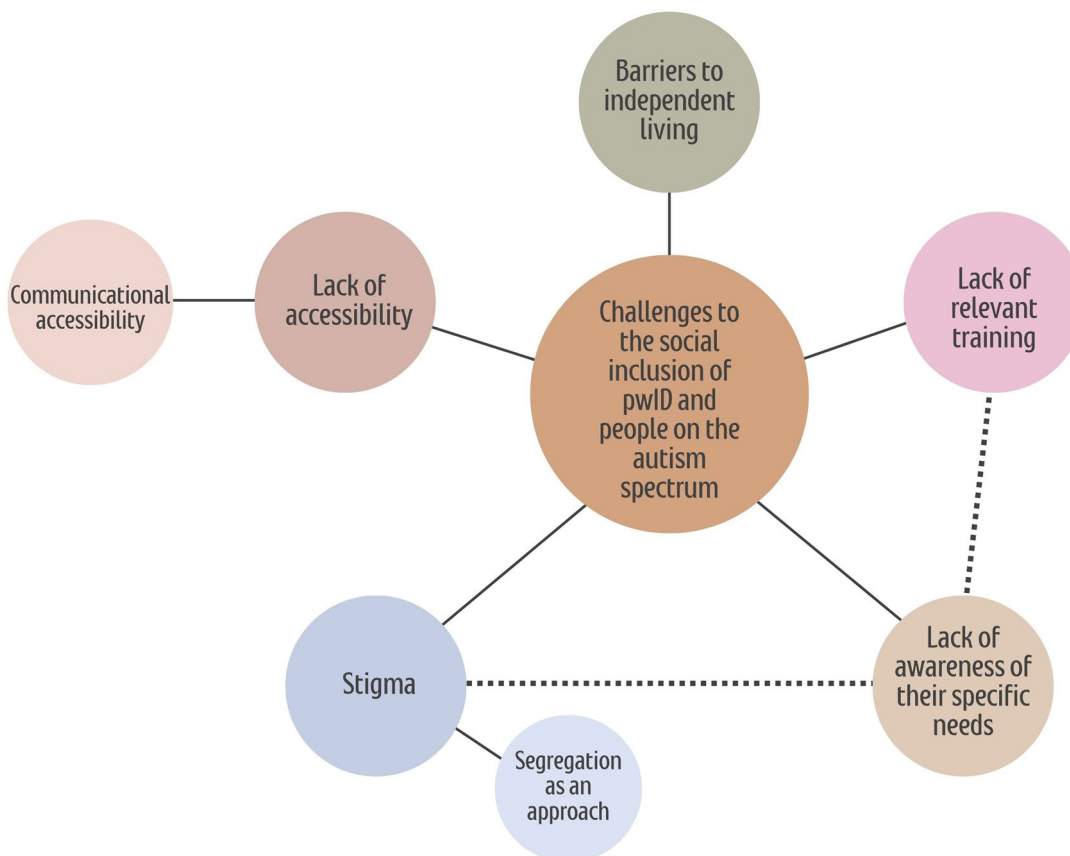 Barriers to
independent
living
Communicational
accessibility
Lack of
accessibility
Challenges to
the social
inclusion of
pwID and
people on the
autism
spectrum
Lack of
relevant
training
Stigma
Lack of
awareness of
their specific
needs
Segregation
as an
approach